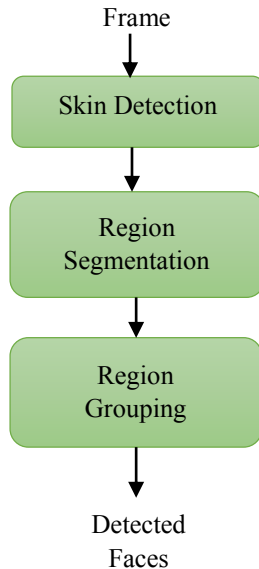 Frame
Skin Detection
Region
Segmentation
Region
Grouping
Detected
Faces